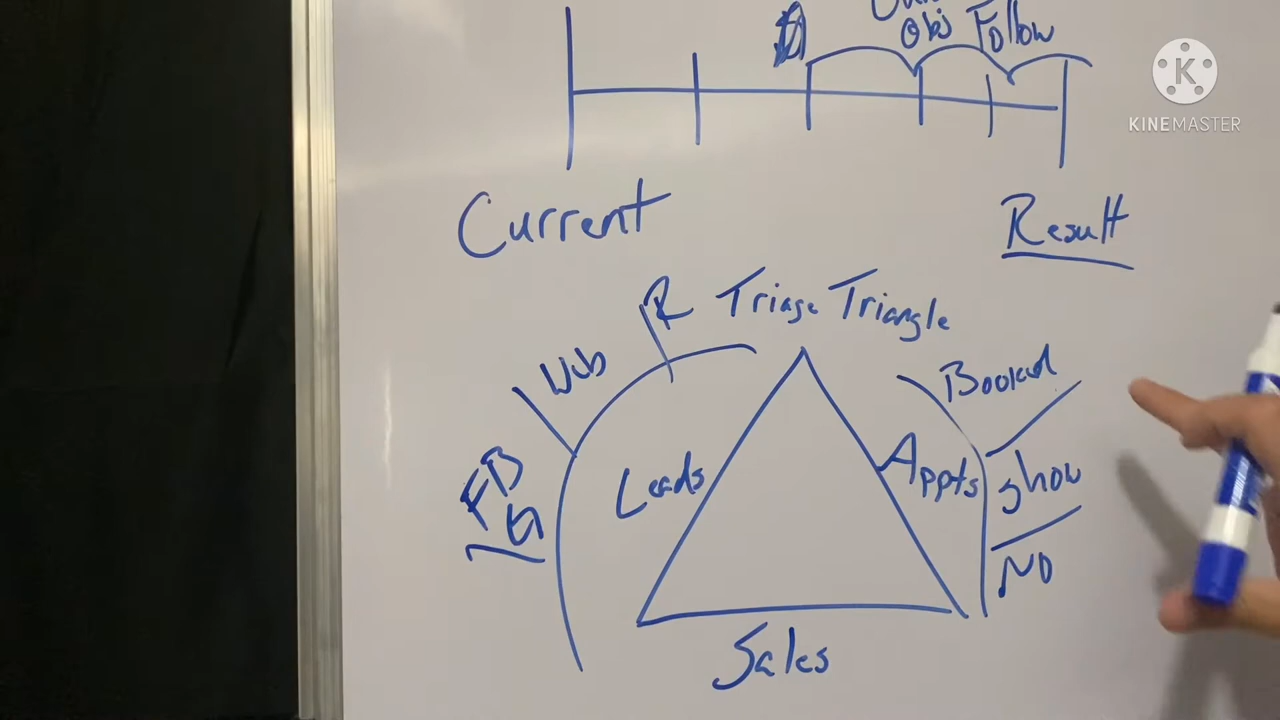 Obj Follow
K
KINEMASTER
Current
Result
R Triage Triangle
Web
Booked
FB
G
Leads
Appts
Show
No
Sales